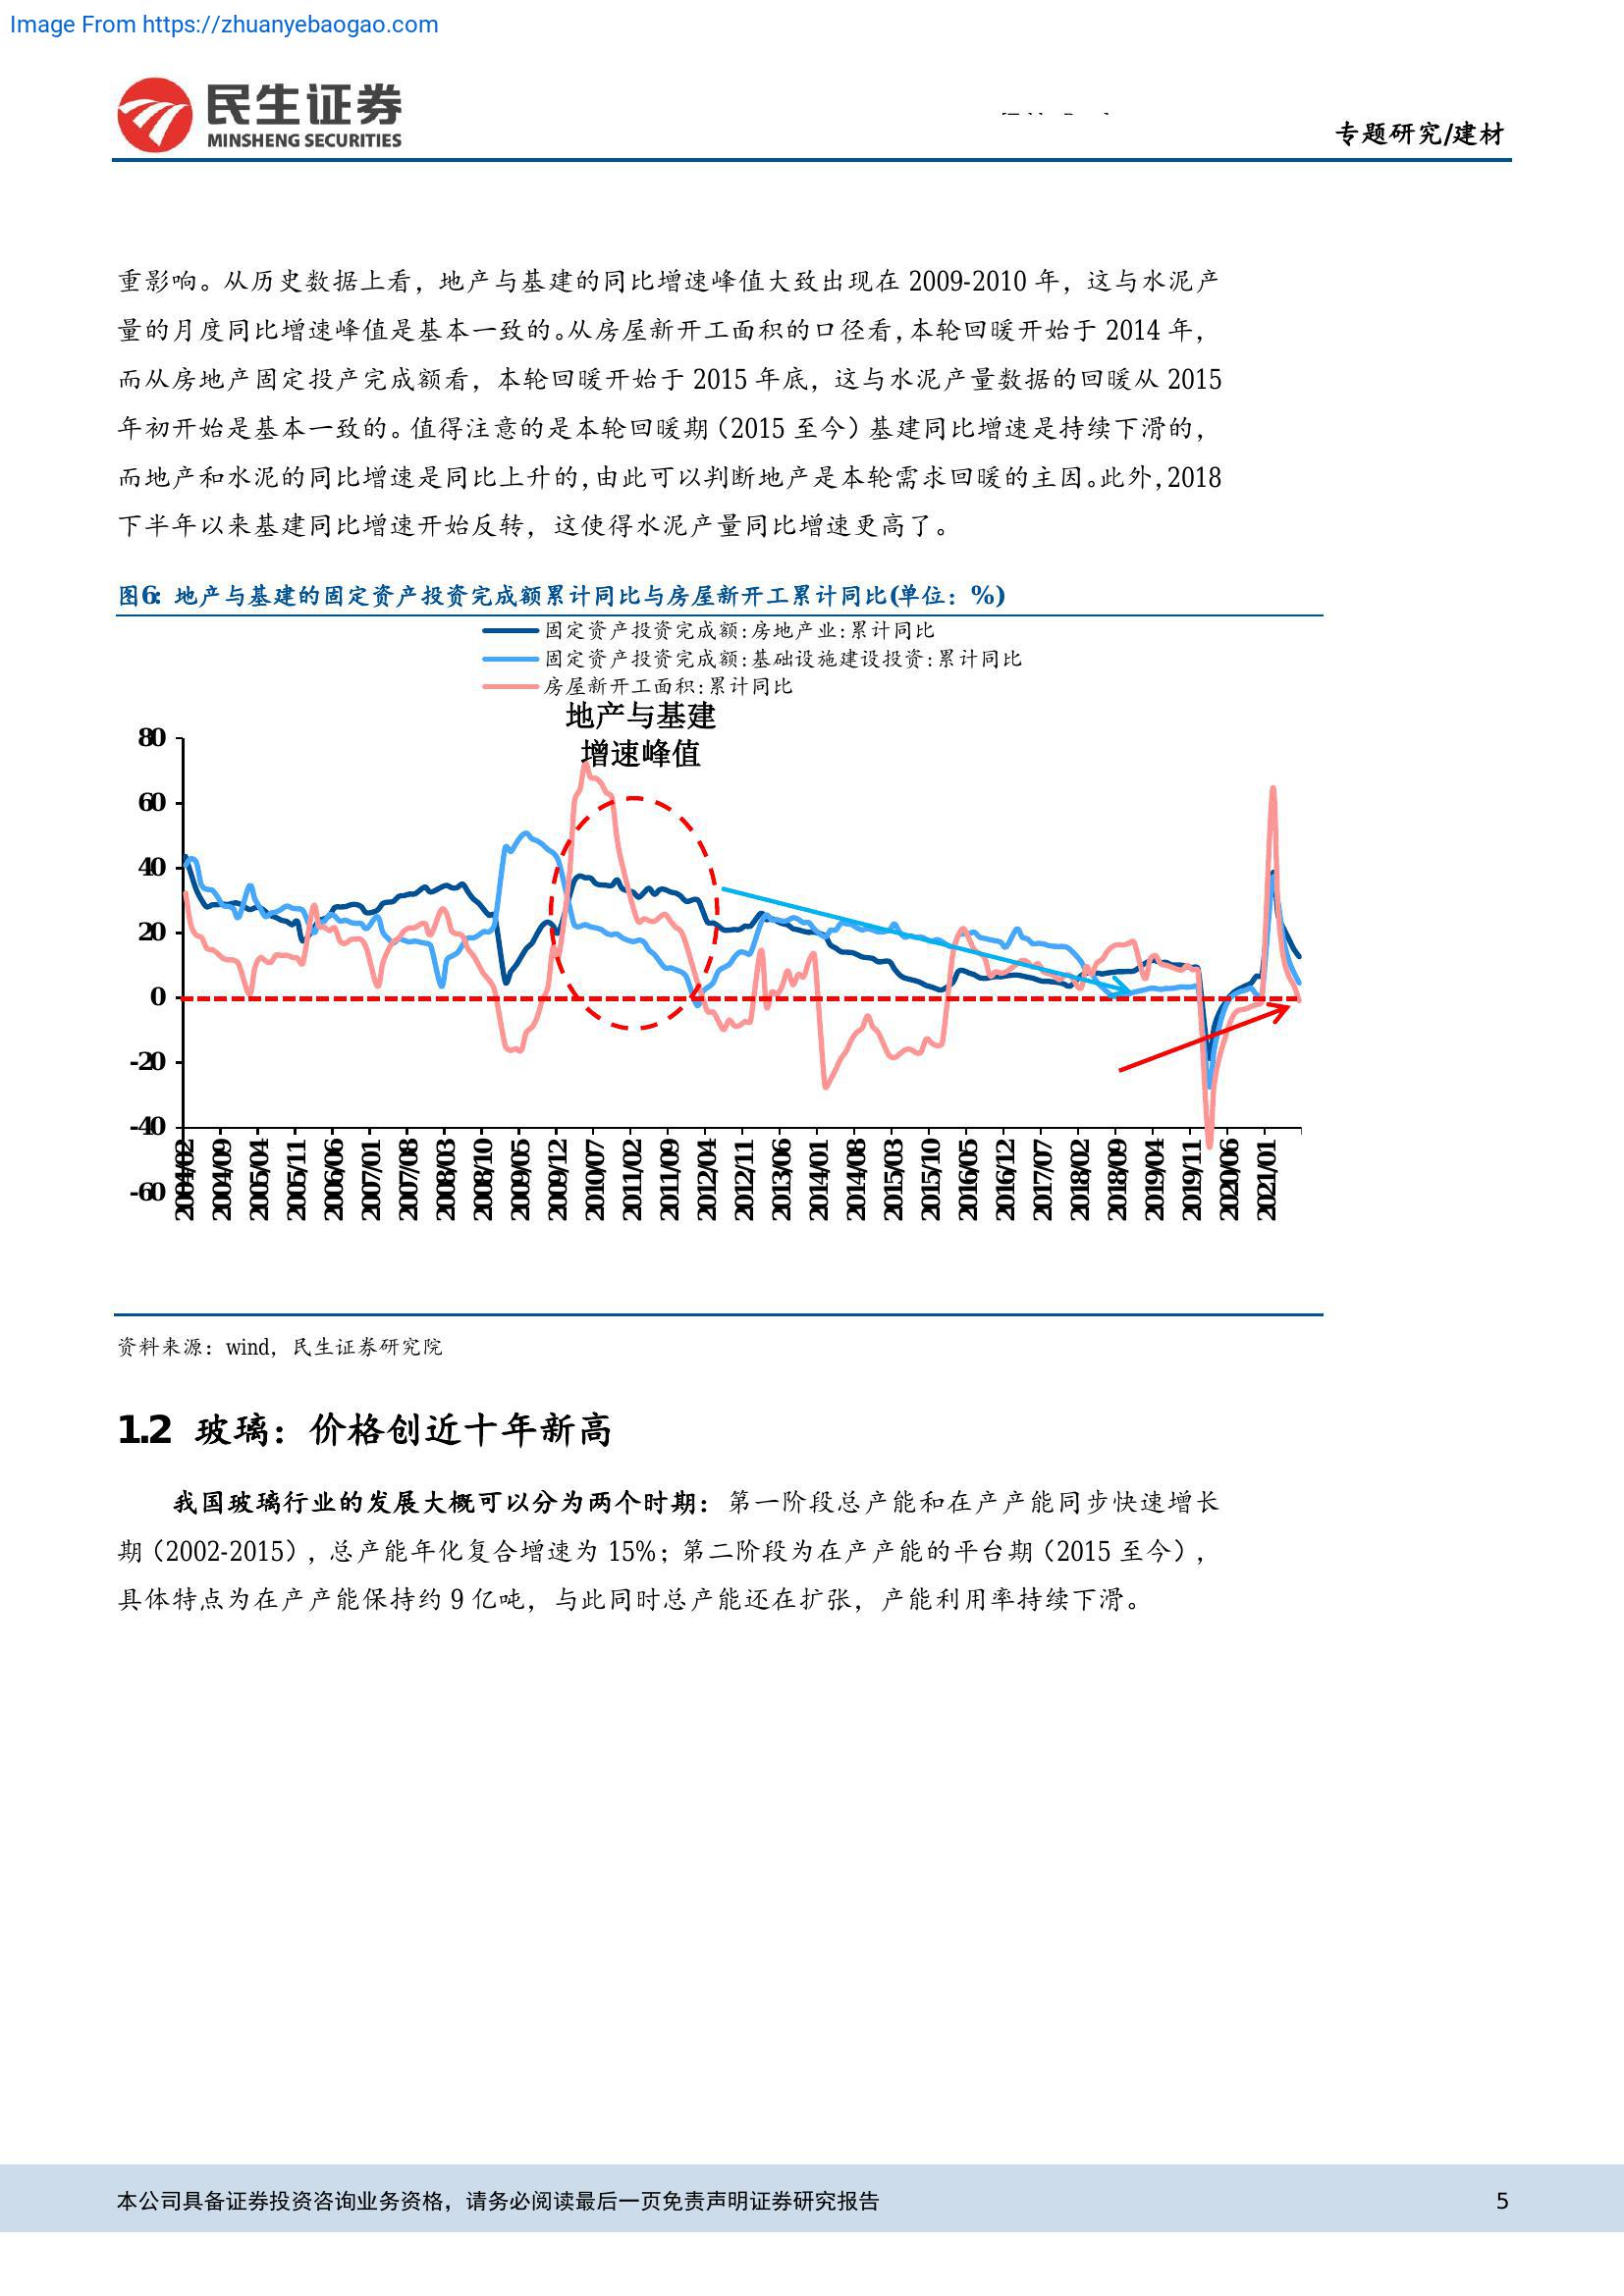 Image From https://zhuanyebaogao.com
民生证券
MINSHENG SECURITIES
专题研究/建材
重影响。从历史数据上看，地产与基建的同比增速峰值大致出现在 2009-2010 年，这与水泥产
量的月度同比增速峰值是基本一致的。从房屋新开工面积的口径看，本轮回暖开始于 2014 年，
而从房地产固定投产完成额看，本轮回暖开始于 2015 年底，这与水泥产量数据的回暖从 2015
年初开始是基本一致的。值得注意的是本轮回暖期（2015 至今）基建同比增速是持续下滑的，
而地产和水泥的同比增速是同比上升的，由此可以判断地产是本轮需求回暖的主因。此外，2018
下半年以来基建同比增速开始反转，这使得水泥产量同比增速更高了。
图6：地产与基建的固定资产投资完成额累计同比与房屋新开工累计同比(单位：%)
固定资产投资完成额:房地产业:累计同比
固定资产投资完成额:基础设施建设投资:累计同比
房屋新开工面积:累计同比
地产与基建
增速峰值
80
60
40
20
0
-20
-40
-60
2004/02
2004/09
2005/04
2005/11
2006/06
2007/01
2007/08
2008/03
2008/10
2009/05
2009/12
2010/07
2011/02
2011/09
2012/04
2012/11
2013/06
2014/01
2014/08
2015/03
2015/10
2016/05
2016/12
2017/07
2018/02
2018/09
2019/04
2019/11
2020/06
2021/01
资料来源：wind，民生证券研究院
1.2 玻璃：价格创近十年新高
我国玻璃行业的发展大概可以分为两个时期：第一阶段总产能和在产产能同步快速增长
期（2002-2015），总产能年化复合增速为 15%；第二阶段为在产产能的平台期（2015 至今），
具体特点为在产产能保持约 9 亿吨，与此同时总产能还在扩张，产能利用率持续下滑。
本公司具备证券投资咨询业务资格，请务必阅读最后一页免责声明证券研究报告
5